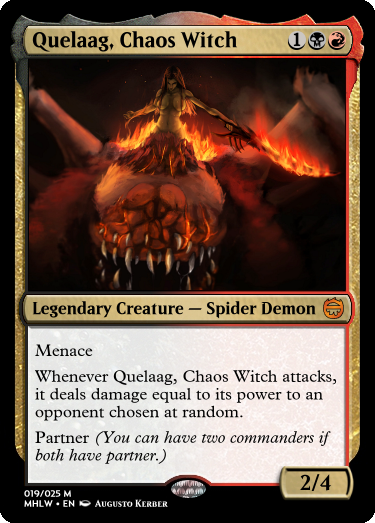 Quelaag, Chaos Witch 1
Legendary Creature — Spider Demon
Menace
Whenever Quelaag, Chaos Witch attacks,
it deals damage equal to its power to an
opponent chosen at random.
Partner (You can have two commanders if
both have partner.)
2/4
019/025 M
MHLW • EN Augusto Kerber